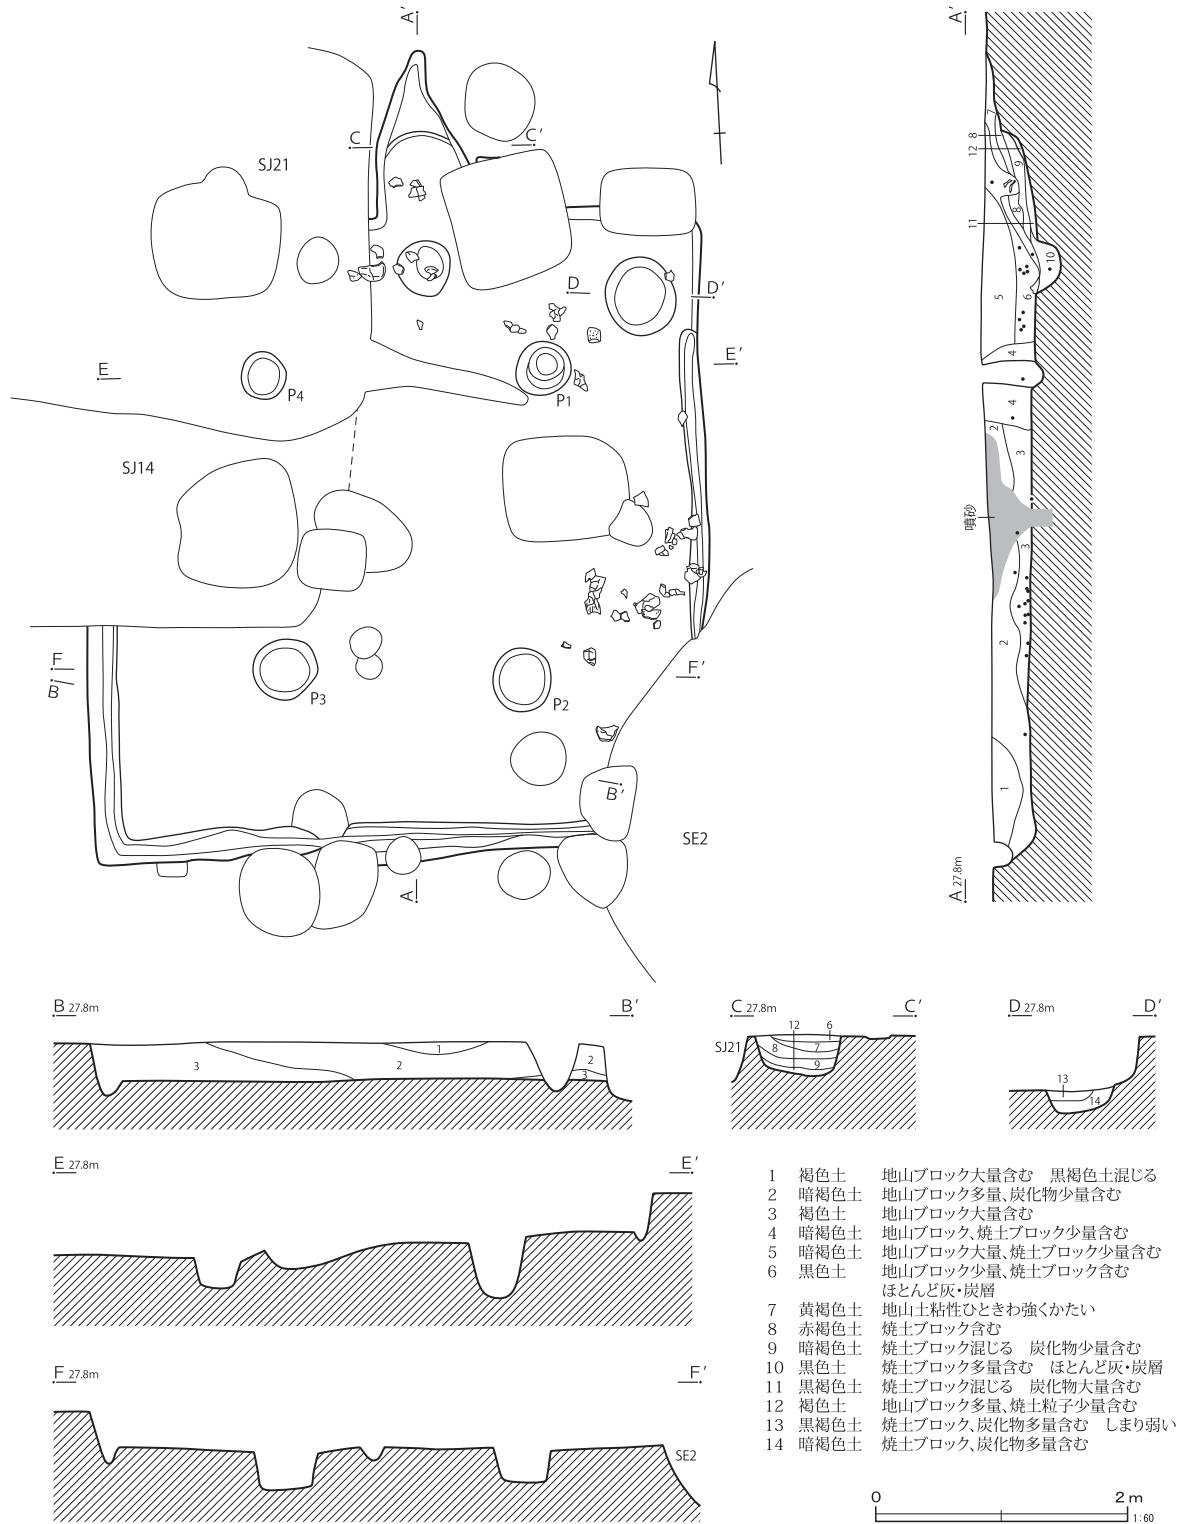 A′
A′
C
C′
SJ21
D
D′
E
E′
P4
P1
SJ14
F
B
F′
P3
P2
B′
SE2
A
7
8
12
9
8
11
10
5
6
4
4
2
3
噴砂
3
2
1
A 27.8m
B 27.8m
B′
1
2
3
2
3
C 27.8m
C′
12
6
SJ21
8
7
9
D 27.8m
D′
13
14
E 27.8m
E′
F 27.8m
F′
SE2
1 褐色土 地山ブロック大量含む 黒褐色土混じる
2 暗褐色土 地山ブロック多量、炭化物少量含む
3 褐色土 地山ブロック大量含む
4 暗褐色土 地山ブロック、焼土ブロック少量含む
5 暗褐色土 地山ブロック大量、焼土ブロック少量含む
6 黒色土 地山ブロック少量、焼土ブロック含む
ほとんど灰・炭層
7 黄褐色土 地山土粘性ひときわ強くかたい
8 赤褐色土 焼土ブロック含む
9 暗褐色土 焼土ブロック混じる 炭化物少量含む
10 黒色土 焼土ブロック多量含む ほとんど灰・炭層
11 黒褐色土 焼土ブロック混じる 炭化物大量含む
12 褐色土 地山ブロック多量、焼土粒子少量含む
13 黒褐色土 焼土ブロック、炭化物多量含む しまり弱い
14 暗褐色土 焼土ブロック、炭化物多量含む
0
2 m
1:60